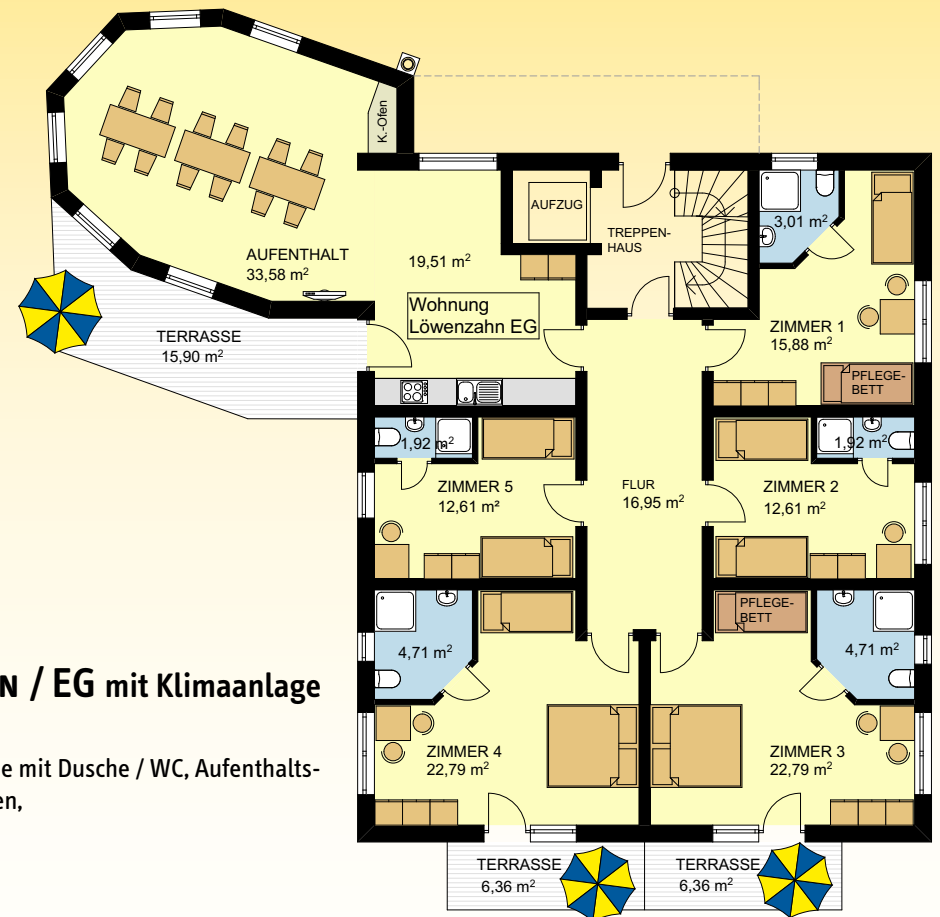 K.-Ofen
AUFZUG
TREPPEN-
HAUS
3,01 m²
AUFENTHALT
33,58 m²
19,51 m²
Wohnung
Löwenzahn EG
ZIMMER 1
15,88 m²
TERRASSE
15,90 m²
PFLEGE-
BETT
1,92 m²
1,92 m²
ZIMMER 5
12,61 m²
FLUR
16,95 m²
ZIMMER 2
12,61 m²
PFLEGE-
BETT
4,71 m²
4,71 m²
N / EG mit Klimaanlage
e mit Dusche / WC, Aufenthalts-
en,
ZIMMER 4
22,79 m²
ZIMMER 3
22,79 m²
TERRASSE
6,36 m²
TERRASSE
6,36 m²